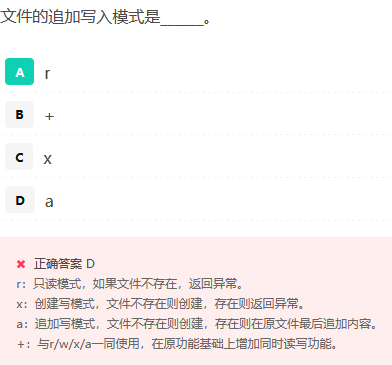 文件的追加写入模式是_____。
A r
B +
C x
D a
✖ 正确答案 D
r: 只读模式，如果文件不存在，返回异常。
x: 创建写模式，文件不存在则创建，存在则返回异常。
a: 追加写模式，文件不存在则创建，存在则在原文件最后追加内容。
+: 与r/w/x/a一同使用，在原功能基础上增加同时读写功能。